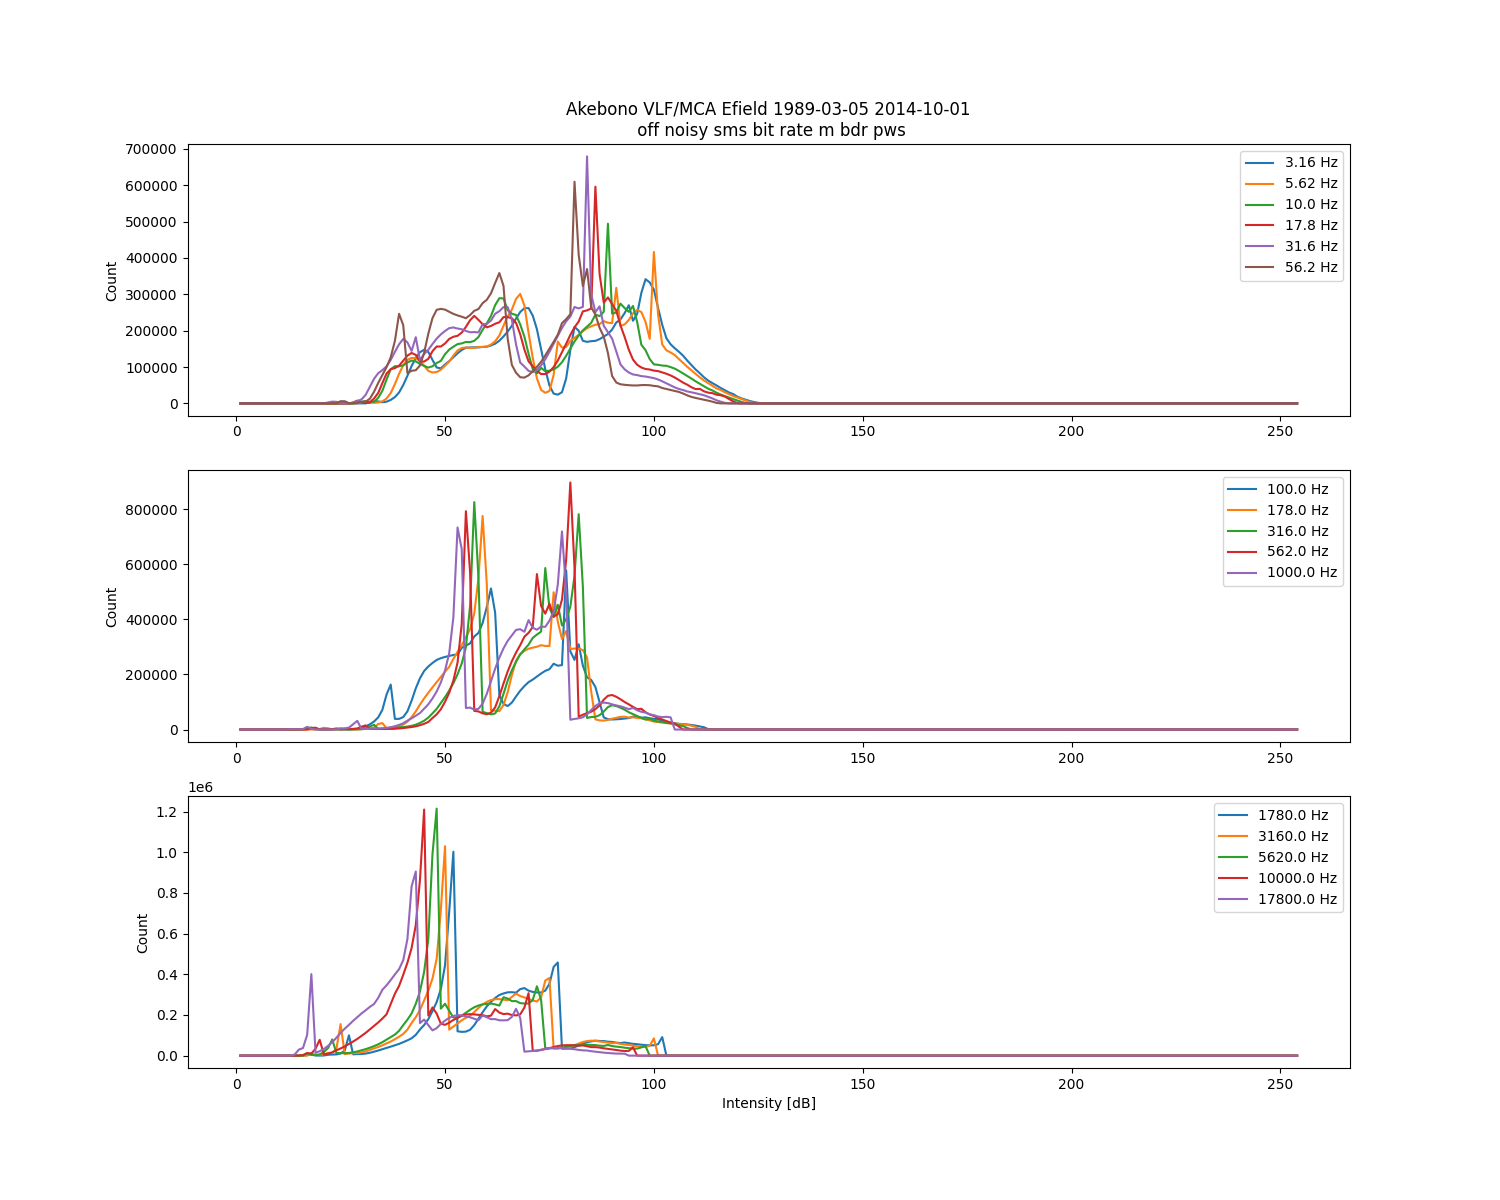 Akebono VLF/MCA Efield 1989-03-05 2014-10-01
off noisy sms bit rate m bdr pws
700000
600000
500000
400000
300000
200000
100000
0
Count
0 50 100 150 200 250
3.16 Hz
5.62 Hz
10.0 Hz
17.8 Hz
31.6 Hz
56.2 Hz
800000
600000
400000
200000
0
Count
0 50 100 150 200 250
100.0 Hz
178.0 Hz
316.0 Hz
562.0 Hz
1000.0 Hz
1e6
1.2
1.0
0.8
0.6
0.4
0.2
0.0
Count
0 50 100 150 200 250
Intensity [dB]
1780.0 Hz
3160.0 Hz
5620.0 Hz
10000.0 Hz
17800.0 Hz